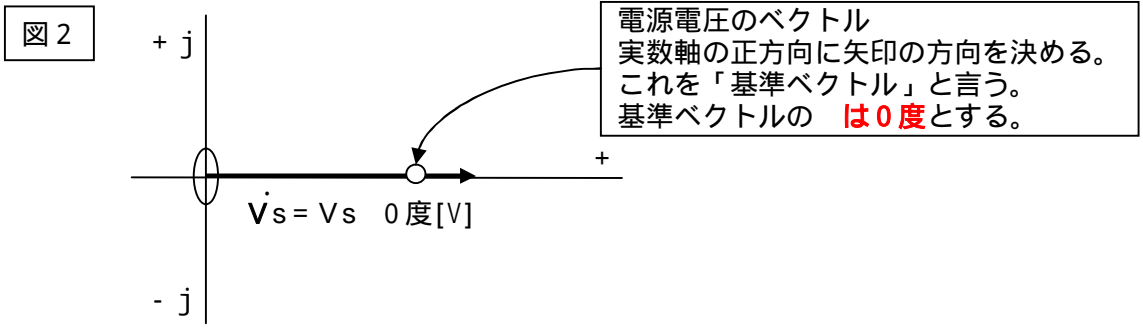 図2
+ j
電源電圧のベクトル
実数軸の正方向に矢印の方向を決める。
これを「基準ベクトル」と言う。
基準ベクトルの　は0度とする。
+
V̇s = Vs　0度[V]
- j